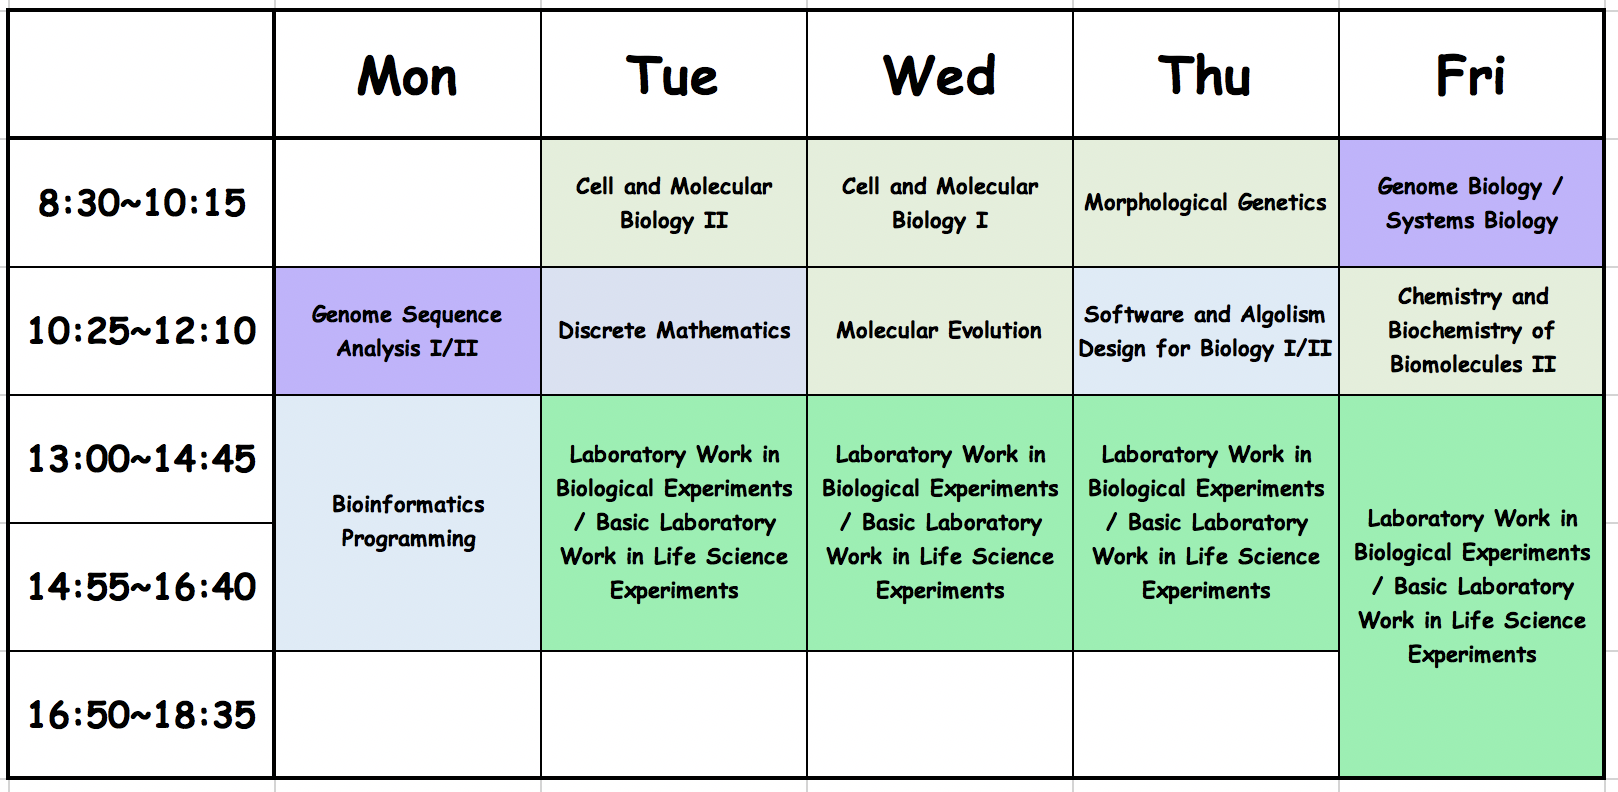 Mon Tue Wed Thu Fri
8:30~10:15
Cell and Molecular
Biology II
Cell and Molecular
Biology I
Morphological Genetics
Genome Biology /
Systems Biology
10:25~12:10
Genome Sequence
Analysis I/II
Discrete Mathematics
Molecular Evolution
Software and Algolism
Design for Biology I/II
Chemistry and
Biochemistry of
Biomolecules II
13:00~14:45
14:55~16:40
Bioinformatics
Programming
Laboratory Work in
Biological Experiments
/ Basic Laboratory
Work in Life Science
Experiments
Laboratory Work in
Biological Experiments
/ Basic Laboratory
Work in Life Science
Experiments
Laboratory Work in
Biological Experiments
/ Basic Laboratory
Work in Life Science
Experiments
Laboratory Work in
Biological Experiments
/ Basic Laboratory
Work in Life Science
Experiments
16:50~18:35